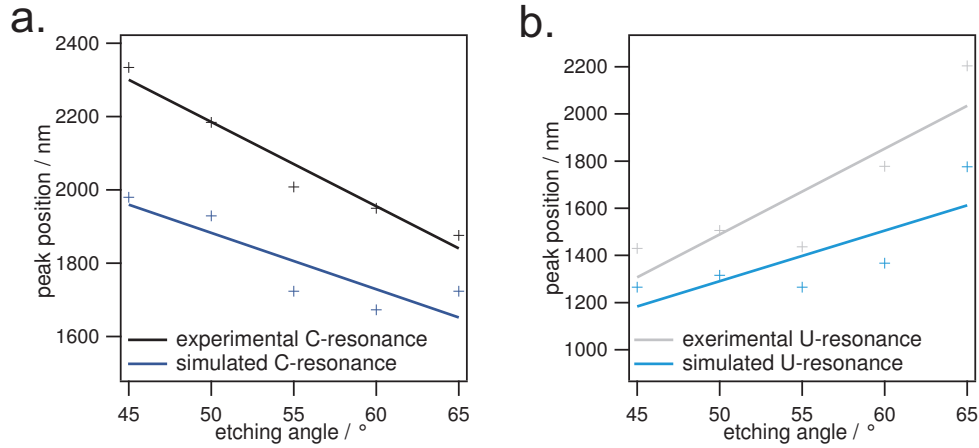 a.
2400
2200
2000
1800
1600
peak position / nm
experimental C-resonance
simulated C-resonance
45 50 55 60 65
etching angle / °
b.
2200
2000
1800
1600
1400
1200
1000
peak position / nm
exerimental U-resonance
simulated U-resonance
45 50 55 60 65
etching angle / °